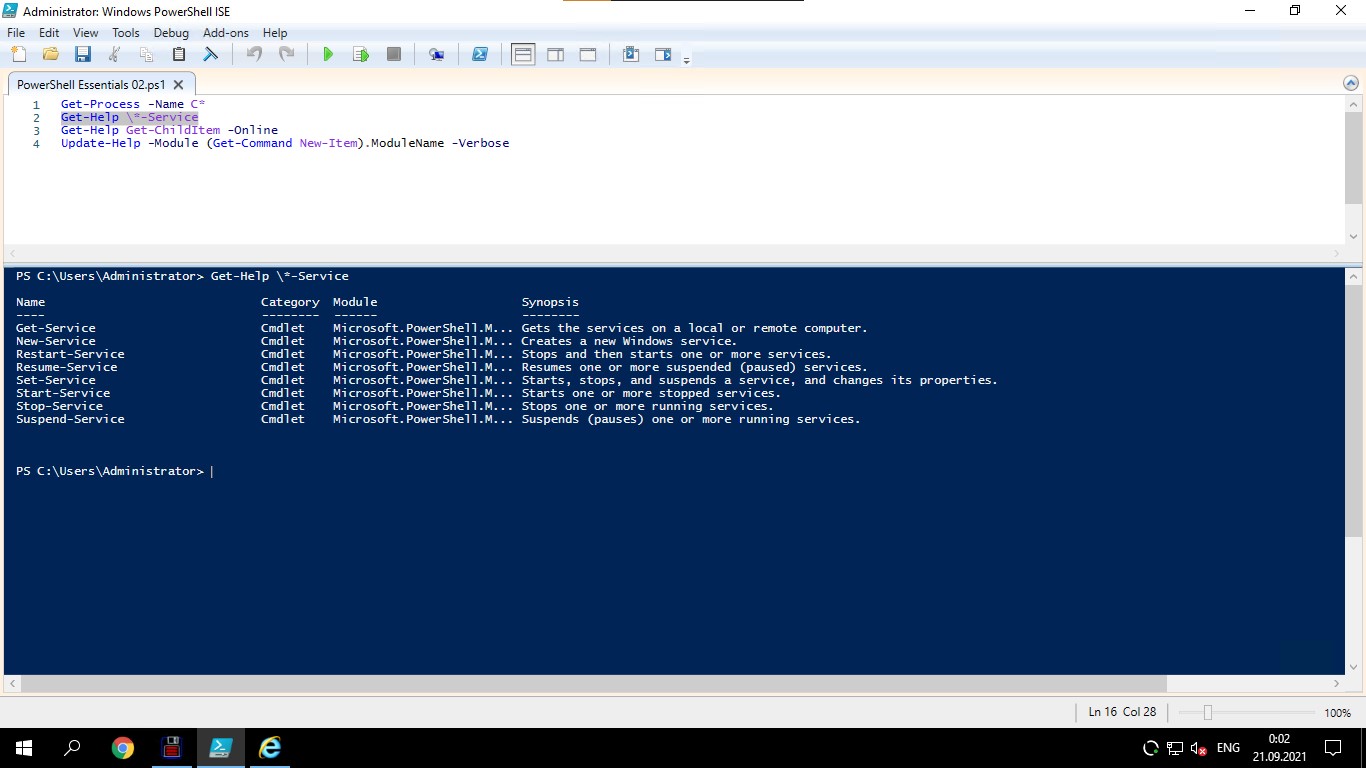 Administrator: Windows PowerShell ISE
File Edit View Tools Debug Add-ons Help
PowerShell Essentials 02.ps1
1 Get-Process -Name C*
2 Get-Help \*-Service
3 Get-Help Get-ChildItem -Online
4 Update-Help -Module (Get-Command New-Item).ModuleName -Verbose
PS C:\Users\Administrator> Get-Help \*-Service
Name Category Module Synopsis
---- -------- ------ --------
Get-Service Cmdlet Microsoft.PowerShell.M... Gets the services on a local or remote computer.
New-Service Cmdlet Microsoft.PowerShell.M... Creates a new Windows service.
Restart-Service Cmdlet Microsoft.PowerShell.M... Stops and then starts one or more services.
Resume-Service Cmdlet Microsoft.PowerShell.M... Resumes one or more suspended (paused) services.
Set-Service Cmdlet Microsoft.PowerShell.M... Starts, stops, and suspends a service, and changes its properties.
Start-Service Cmdlet Microsoft.PowerShell.M... Starts one or more stopped services.
Stop-Service Cmdlet Microsoft.PowerShell.M... Stops one or more running services.
Suspend-Service Cmdlet Microsoft.PowerShell.M... Suspends (pauses) one or more running services.
PS C:\Users\Administrator>
Ln 16 Col 28 100%
ENG 0:02
21.09.2021